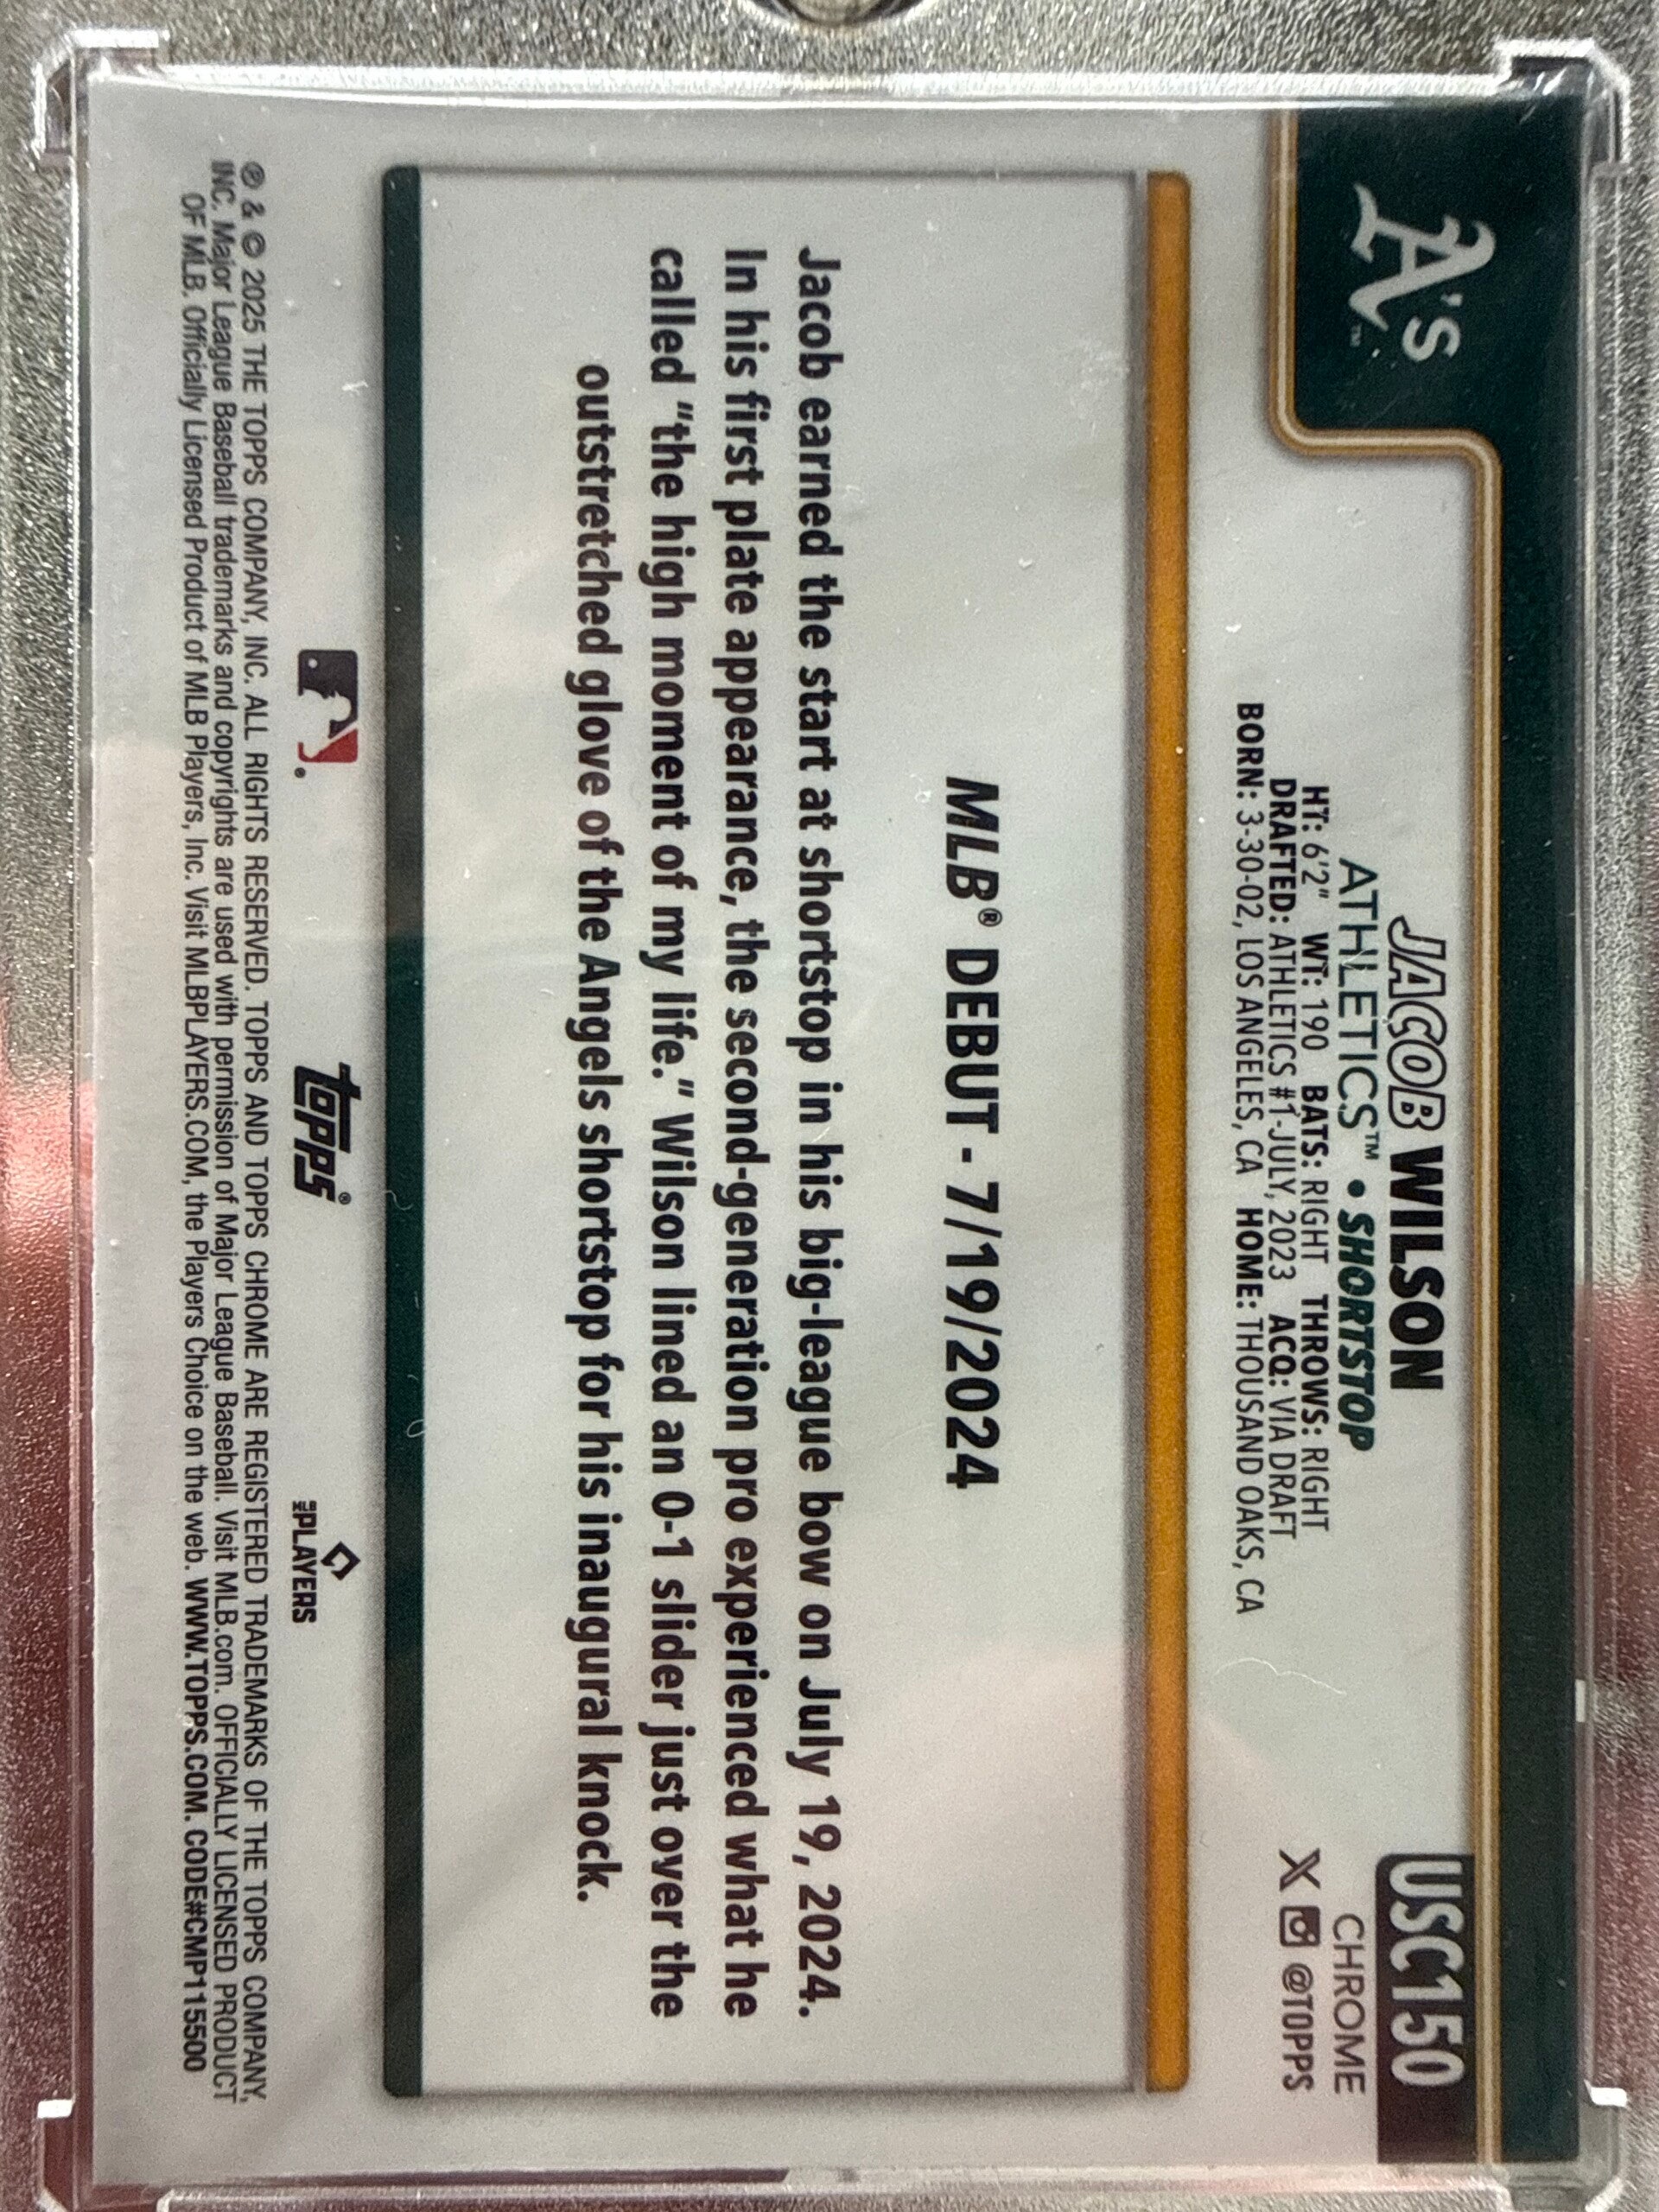 A's™
JACOB WILSON
ATHLETICS™ • SHORTSTOP
HT: 6'2" WT: 190 BATS: RIGHT THROWS: RIGHT
DRAFTED: ATHLETICS #1-JULY, 2023 ACQ: VIA DRAFT
BORN: 3-30-02, LOS ANGELES, CA HOME: THOUSAND OAKS, CA
USC150
CHROME
X @TOPPS
MLB® DEBUT - 7/19/2024
Jacob earned the start at shortstop in his big-league bow on July 19, 2024.
In his first plate appearance, the second-generation pro experienced what he
called "the high moment of my life." Wilson lined an 0-1 slider just over the
outstretched glove of the Angels shortstop for his inaugural knock.
topps®
MLB PLAYERS
® & © 2025 THE TOPPS COMPANY, INC. ALL RIGHTS RESERVED. TOPPS AND TOPPS CHROME ARE REGISTERED TRADEMARKS OF THE TOPPS COMPANY,
INC. Major League Baseball trademarks and copyrights are used with permission of Major League Baseball. Visit MLB.com. OFFICIALLY LICENSED PRODUCT
OF MLB. Officially Licensed Product of MLB Players, Inc. Visit MLBPLAYERS.COM, the Players Choice on the web. WWW.TOPPS.COM. CODE#CMP115500